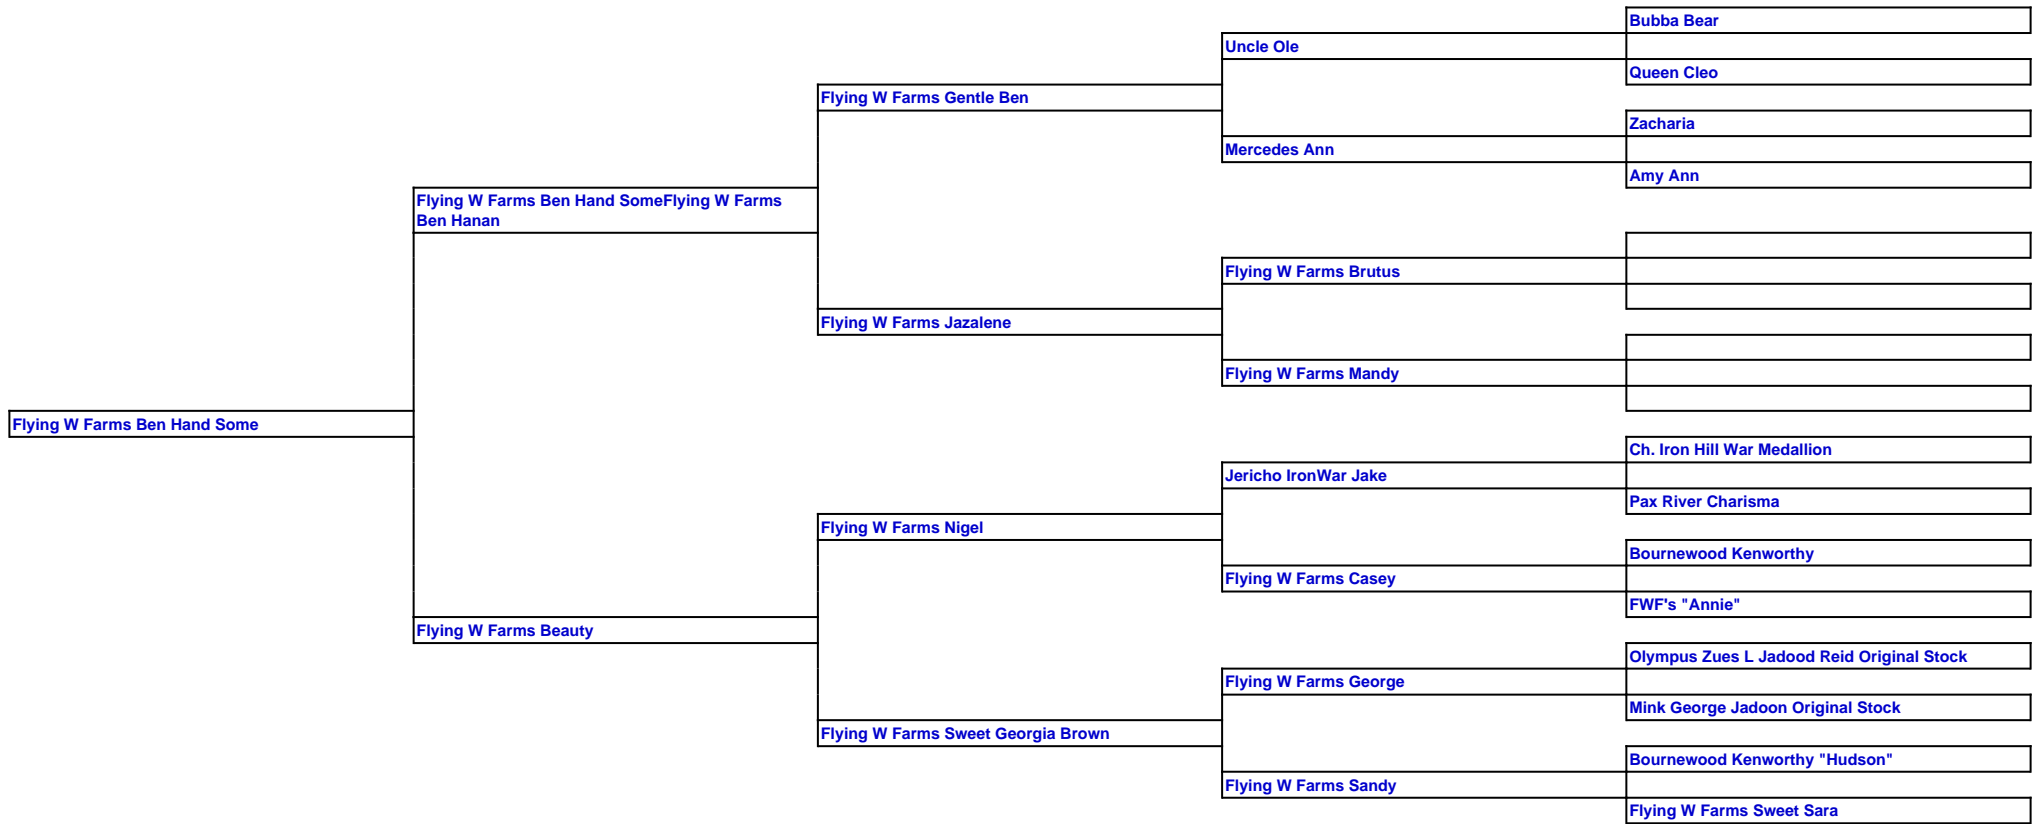 Bubba Bear
Uncle Ole
Queen Cleo
Flying W Farms Gentle Ben
Zacharia
Mercedes Ann
Amy Ann
Flying W Farms Ben Hand SomeFlying W Farms
Ben Hanan
Flying W Farms Brutus
Flying W Farms Jazalene
Flying W Farms Mandy
Flying W Farms Ben Hand Some
Ch. Iron Hill War Medallion
Jericho IronWar Jake
Pax River Charisma
Flying W Farms Nigel
Bournewood Kenworthy
Flying W Farms Casey
FWF's "Annie"
Flying W Farms Beauty
Olympus Zues L Jadood Reid Original Stock
Flying W Farms George
Mink George Jadoon Original Stock
Flying W Farms Sweet Georgia Brown
Bournewood Kenworthy "Hudson"
Flying W Farms Sandy
Flying W Farms Sweet Sara